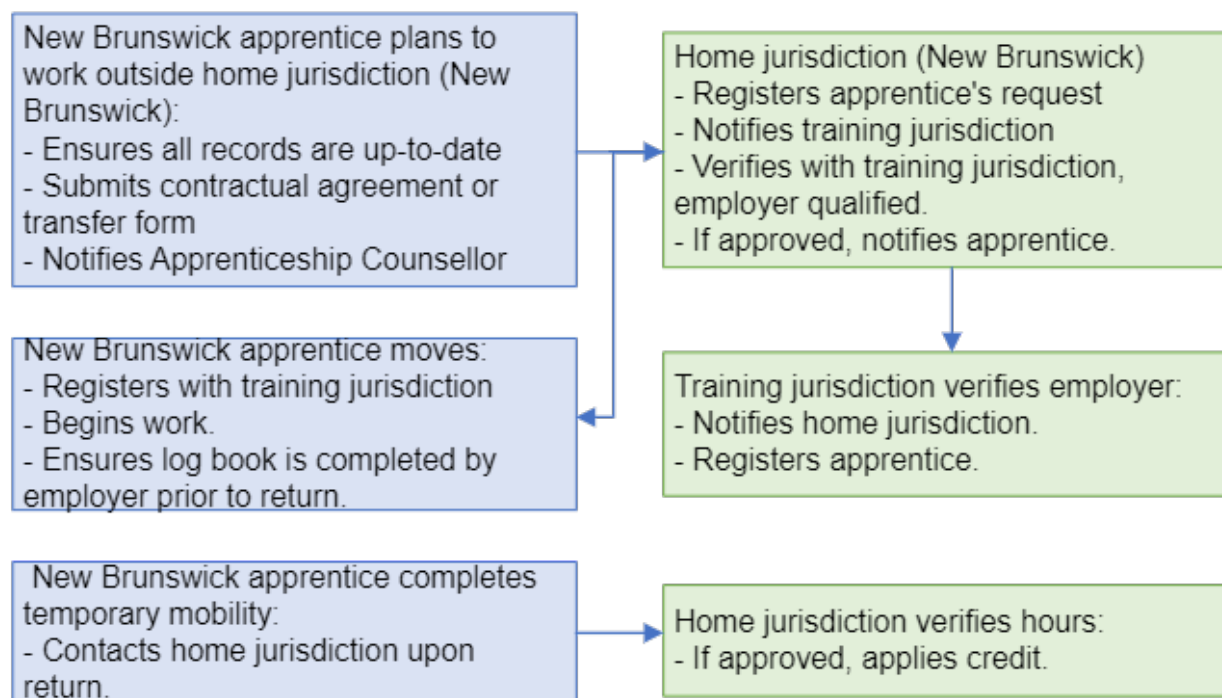 New Brunswick apprentice plans to
work outside home jurisdiction (New
Brunswick):
- Ensures all records are up-to-date
- Submits contractual agreement or
transfer form
- Notifies Apprenticeship Counsellor
Home jurisdiction (New Brunswick)
- Registers apprentice's request
- Notifies training jurisdiction
- Verifies with training jurisdiction,
employer qualified.
- If approved, notifies apprentice.
New Brunswick apprentice moves:
- Registers with training jurisdiction
- Begins work.
- Ensures log book is completed by
employer prior to return.
Training jurisdiction verifies employer:
- Notifies home jurisdiction.
- Registers apprentice.
New Brunswick apprentice completes
temporary mobility:
- Contacts home jurisdiction upon
return.
Home jurisdiction verifies hours:
- If approved, applies credit.